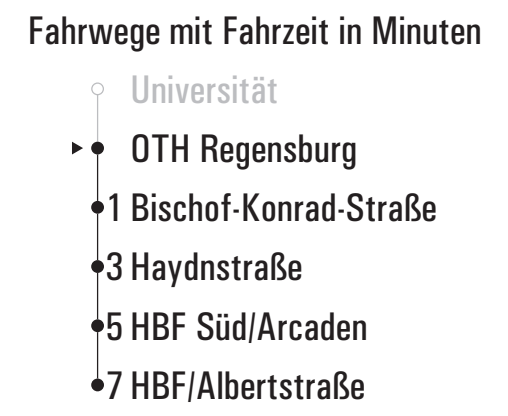 Fahrwege mit Fahrzeit in Minuten
Universität
OTH Regensburg
1 Bischof-Konrad-Straße
3 Haydnstraße
5 HBF Süd/Arcaden
7 HBF/Albertstraße